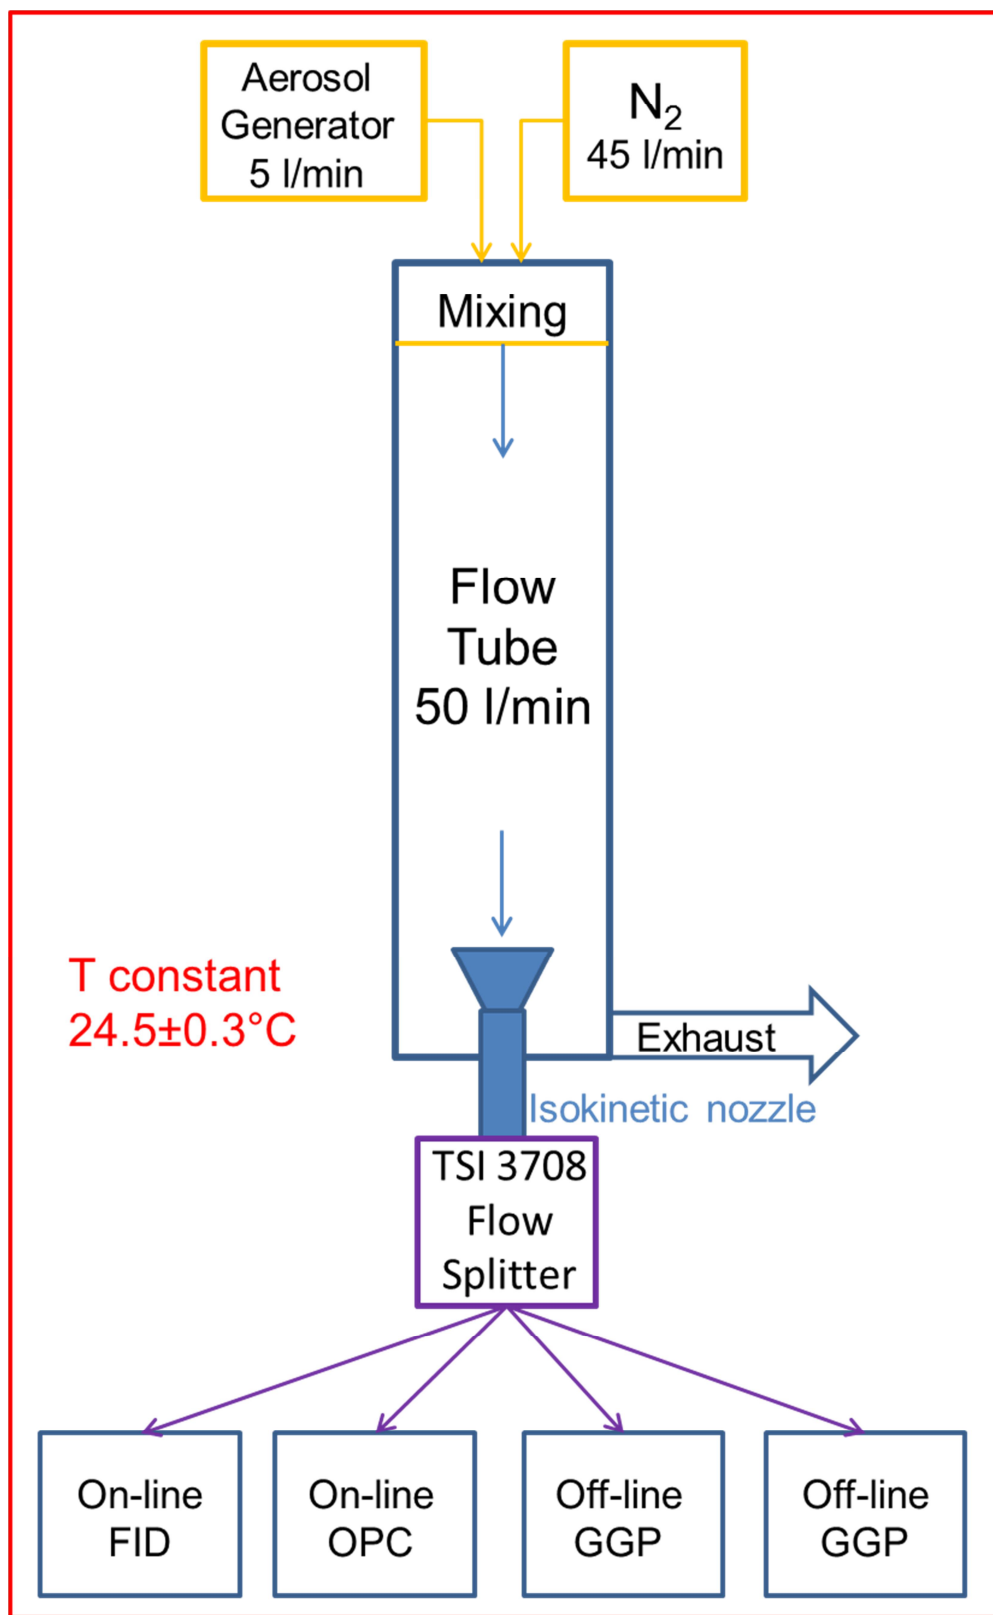 Aerosol
Generator
5 l/min
N₂
45 l/min
Mixing
Flow
Tube
50 l/min
T constant
24.5±0.3°C
Exhaust
Isokinetic nozzle
TSI 3708
Flow
Splitter
On-line
FID
On-line
OPC
Off-line
GGP
Off-line
GGP